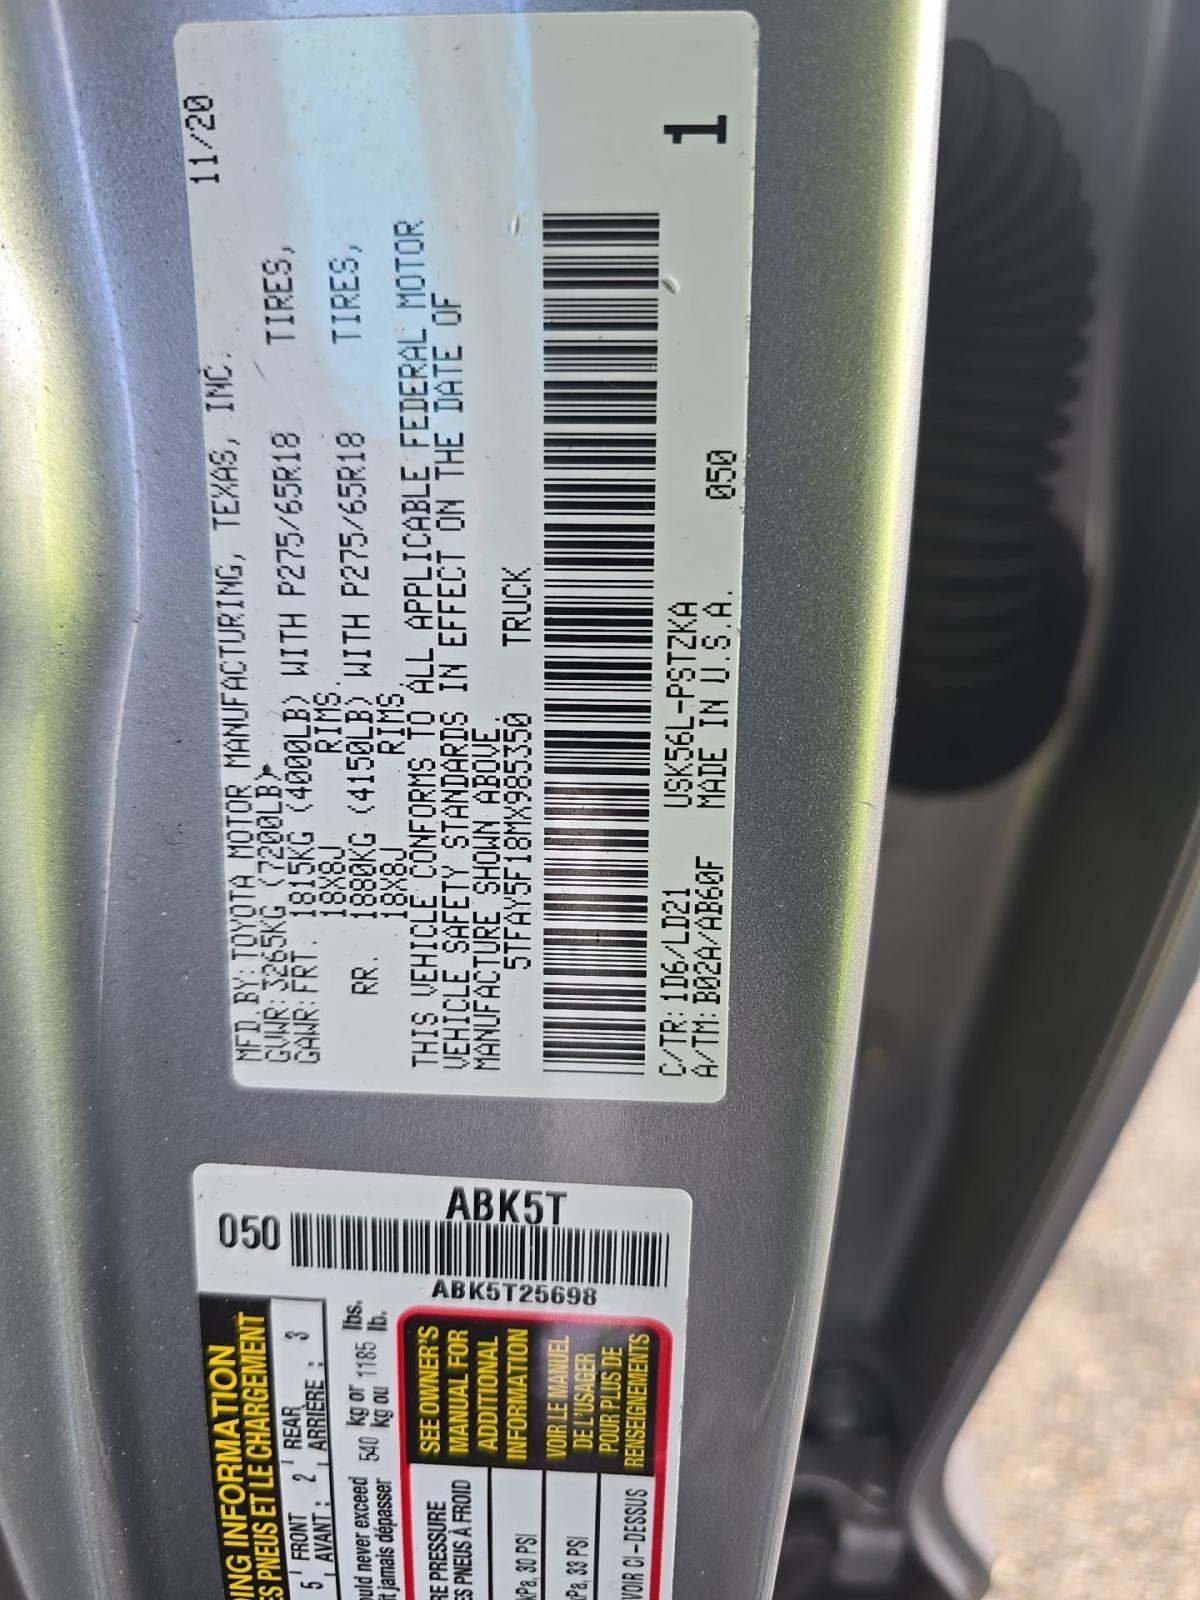 MFD.BY:TOYOTA MOTOR MANUFACTURING, TEXAS, INC. 11/20
GVWR:3265KG (7200LB)
GAWR:FRT. 1815KG (4000LB) WITH P275/65R18 TIRES,
18X8J RIMS.
RR. 1880KG (4150LB) WITH P275/65R18 TIRES,
18X8J RIMS.
THIS VEHICLE CONFORMS TO ALL APPLICABLE FEDERAL MOTOR
VEHICLE SAFETY STANDARDS IN EFFECT ON THE DATE OF
MANUFACTURE SHOWN ABOVE.
5TFAY5F18MX985350 TRUCK
C/TR:1D6/LD21 USK56L-PSTZKA 1
A/TM:B02A/AB60F MADE IN U.S.A. 050
050
ABK5T
ABK5T25698
DING INFORMATION
ES PNEUS ET LE CHARGEMENT
5 FRONT 2 REAR 3
AVANT : ARRIÈRE :
ould never exceed 540 kg or 1185 lbs.
it jamais dépasser kg ou lb.
RE PRESSURE
ES PNEUS À FROID
kPa, 30 PSI
kPa, 33 PSI
VOIR CI-DESSUS
SEE OWNER'S
MANUAL FOR
ADDITIONAL
INFORMATION
VOIR LE MANUEL
DE L'USAGER
POUR PLUS DE
RENSEIGNEMENTS